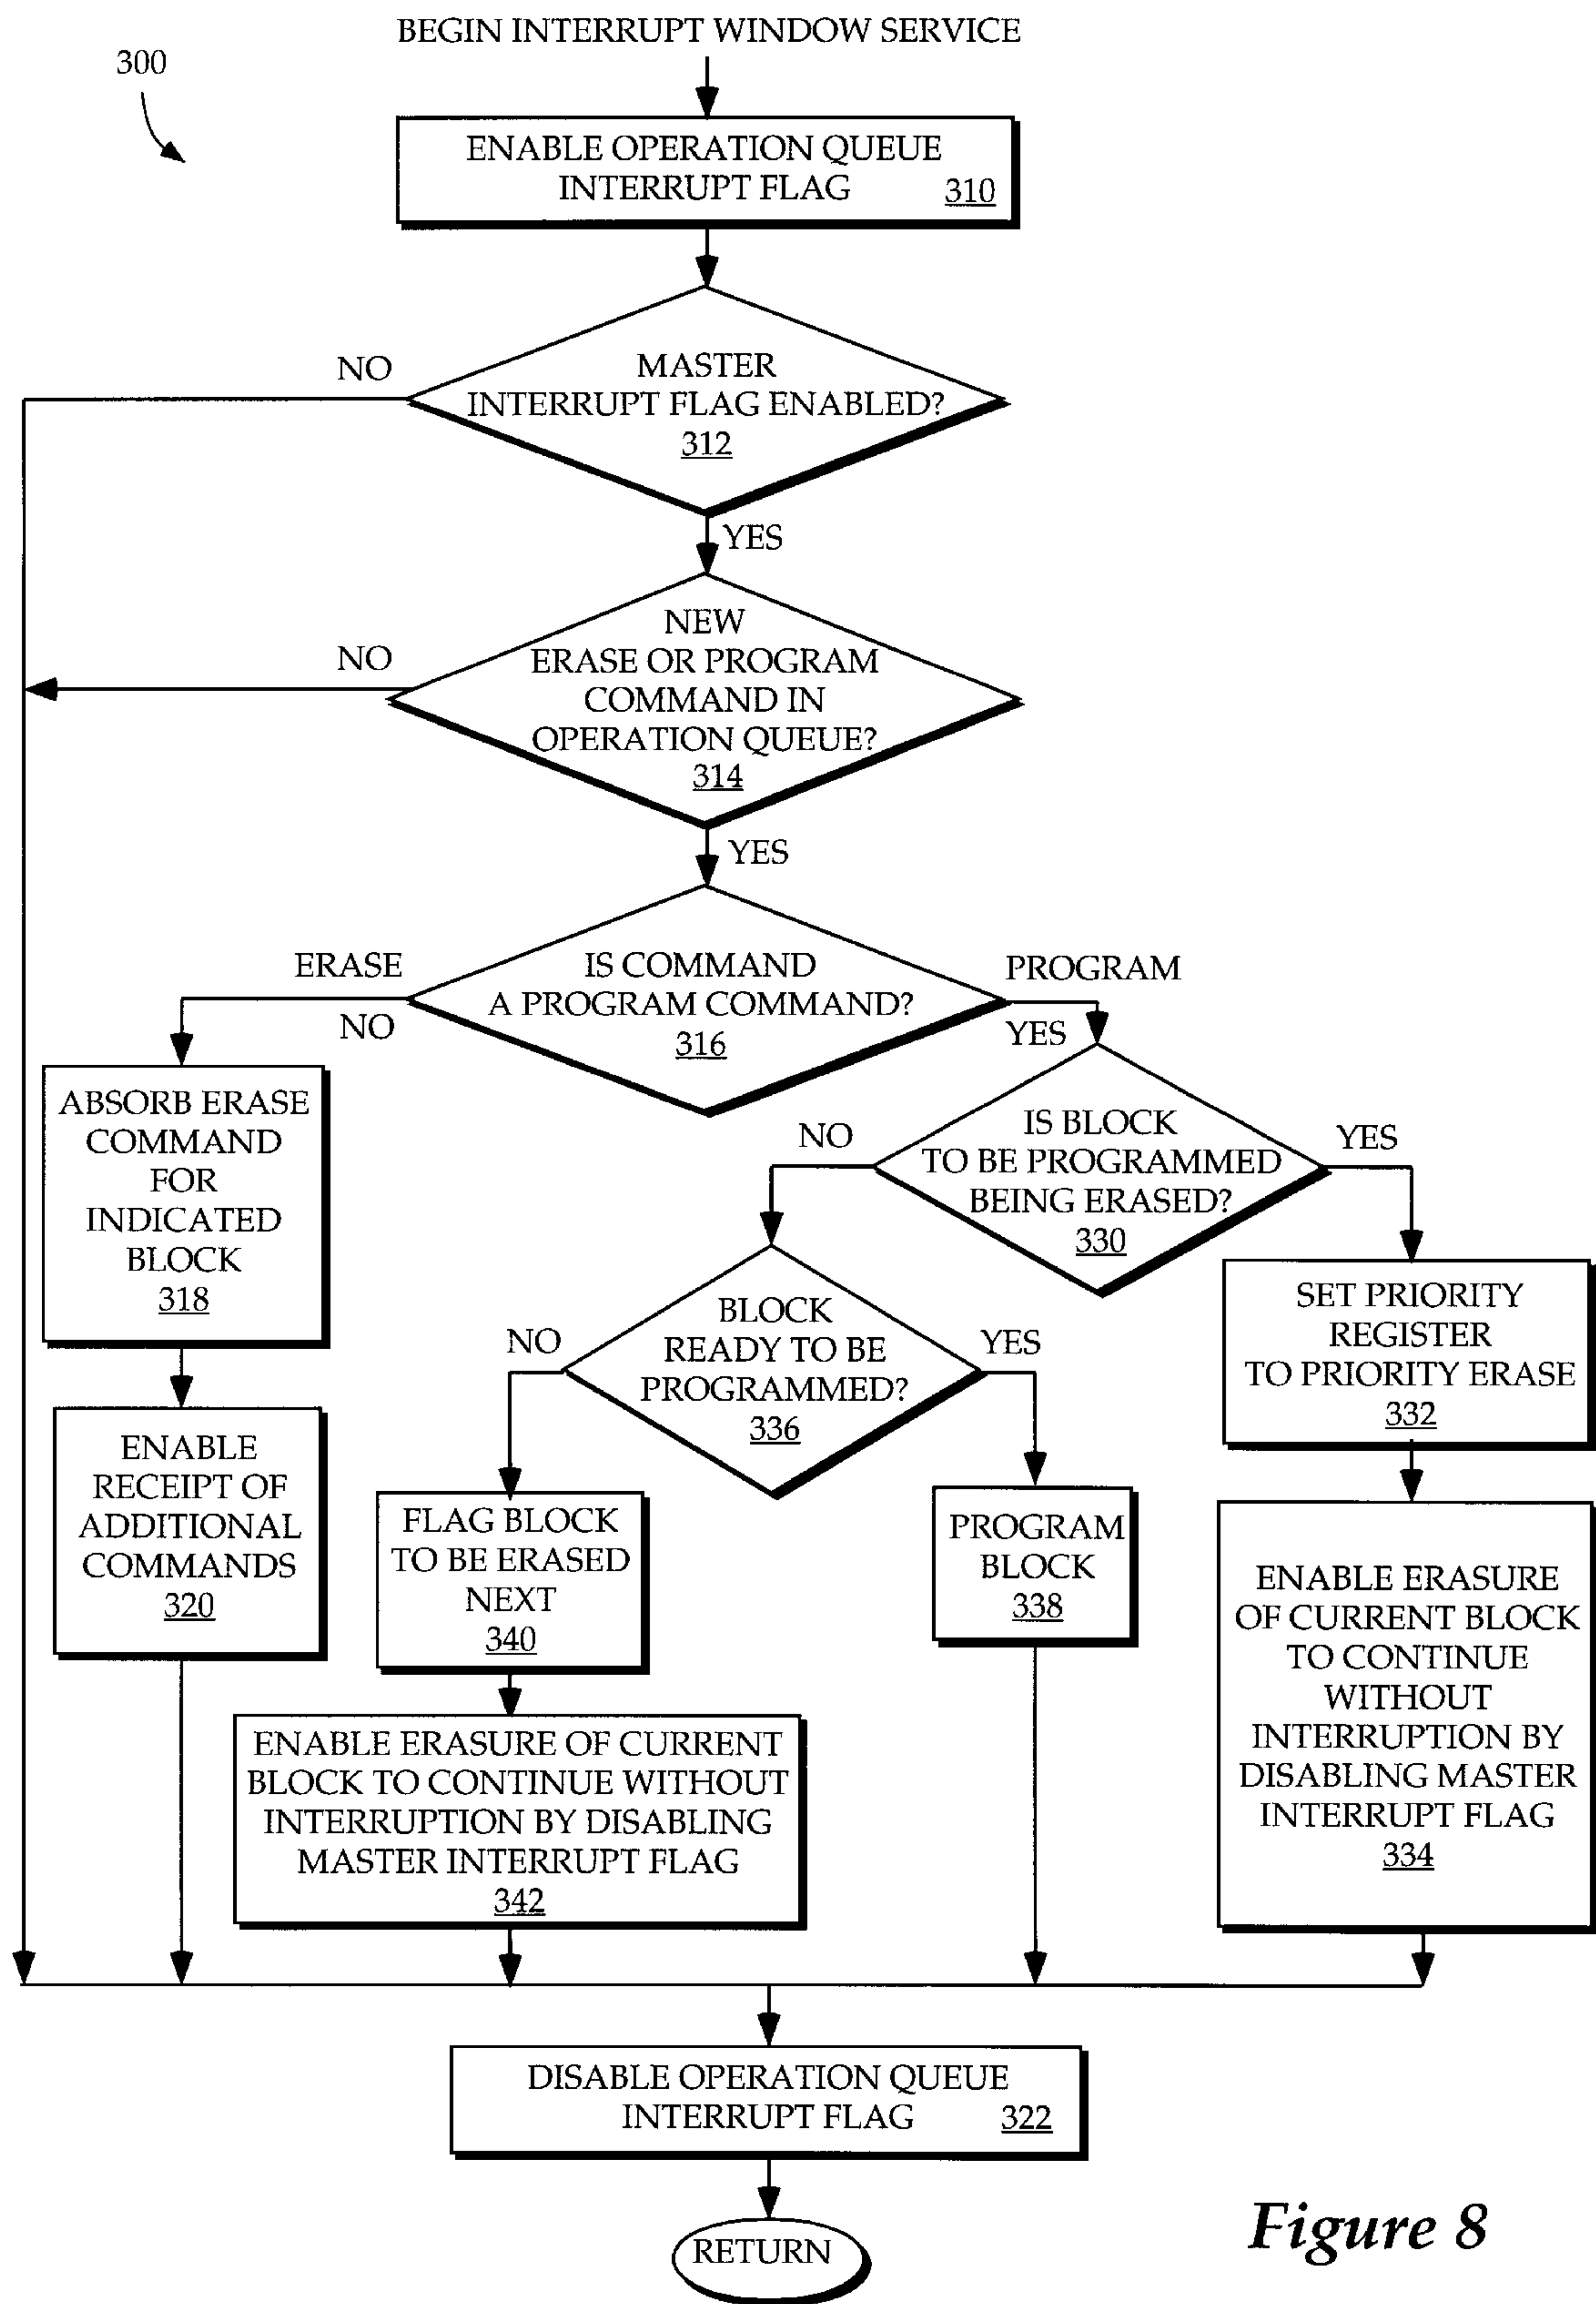 BEGIN INTERRUPT WINDOW SERVICE
300
ENABLE OPERATION QUEUE
INTERRUPT FLAG 310
NO
MASTER
INTERRUPT FLAG ENABLED?
312
YES
NO
NEW
ERASE OR PROGRAM
COMMAND IN
OPERATION QUEUE?
314
YES
ERASE
NO
IS COMMAND
A PROGRAM COMMAND?
316
PROGRAM
YES
ABSORB ERASE
COMMAND
FOR
INDICATED
BLOCK
318
NO
IS BLOCK
TO BE PROGRAMMED
BEING ERASED?
330
YES
SET PRIORITY
REGISTER
TO PRIORITY ERASE
332
NO
BLOCK
READY TO BE
PROGRAMMED?
336
YES
ENABLE
RECEIPT OF
ADDITIONAL
COMMANDS
320
FLAG BLOCK
TO BE ERASED
NEXT
340
PROGRAM
BLOCK
338
ENABLE ERASURE
OF CURRENT BLOCK
TO CONTINUE
WITHOUT
INTERRUPTION BY
DISABLING MASTER
INTERRUPT FLAG
334
ENABLE ERASURE OF CURRENT
BLOCK TO CONTINUE WITHOUT
INTERRUPTION BY DISABLING
MASTER INTERRUPT FLAG
342
DISABLE OPERATION QUEUE
INTERRUPT FLAG 322
RETURN
Figure 8